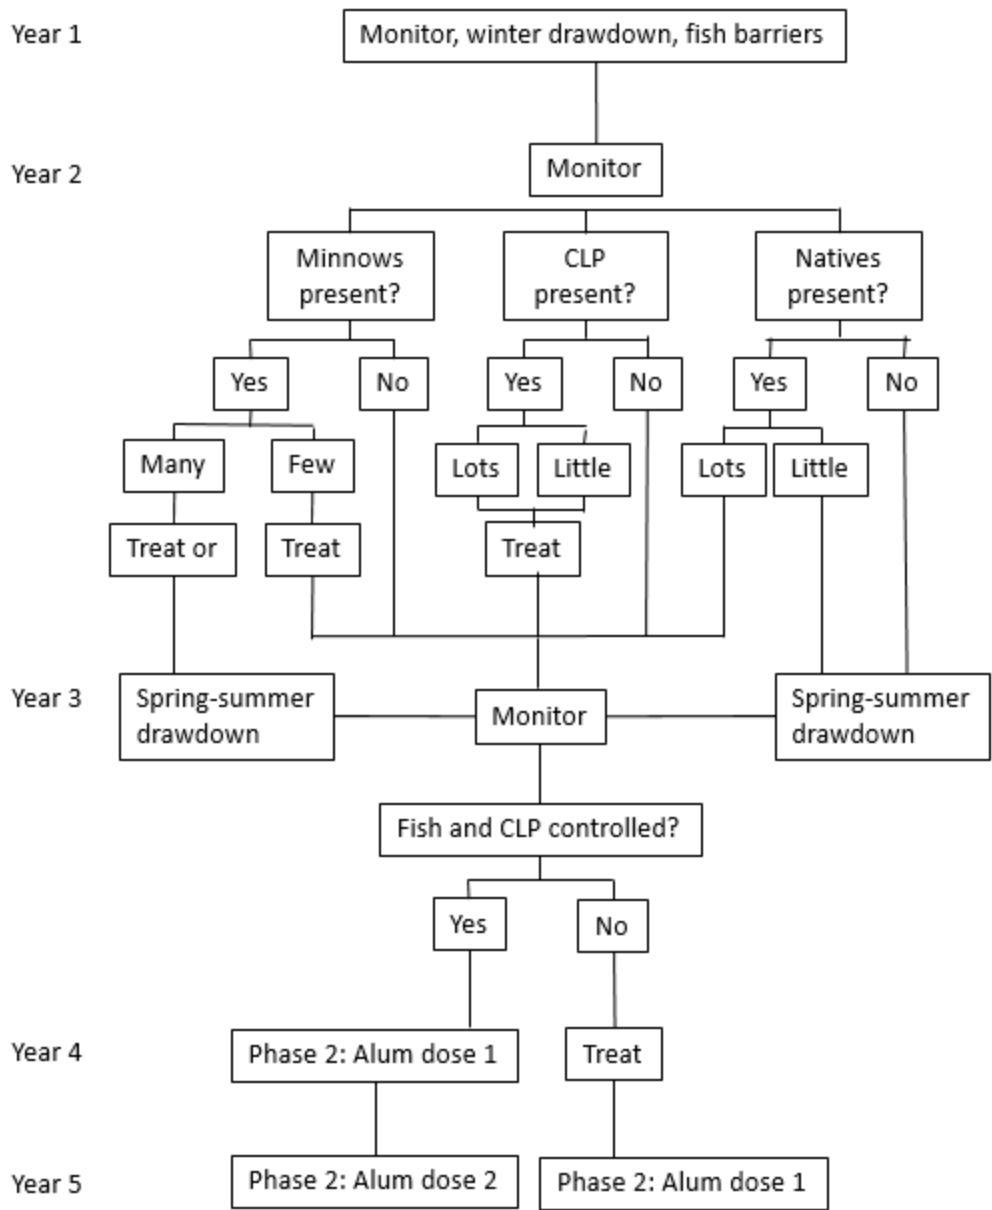 Year 1
Monitor, winter drawdown, fish barriers
Year 2
Monitor
Minnows
present?
CLP
present?
Natives
present?
Yes
No
Yes
No
Yes
No
Many
Few
Lots
Little
Lots
Little
Treat or
Treat
Treat
Year 3
Spring-summer
drawdown
Monitor
Spring-summer
drawdown
Fish and CLP controlled?
Yes
No
Year 4
Phase 2: Alum dose 1
Treat
Year 5
Phase 2: Alum dose 2
Phase 2: Alum dose 1